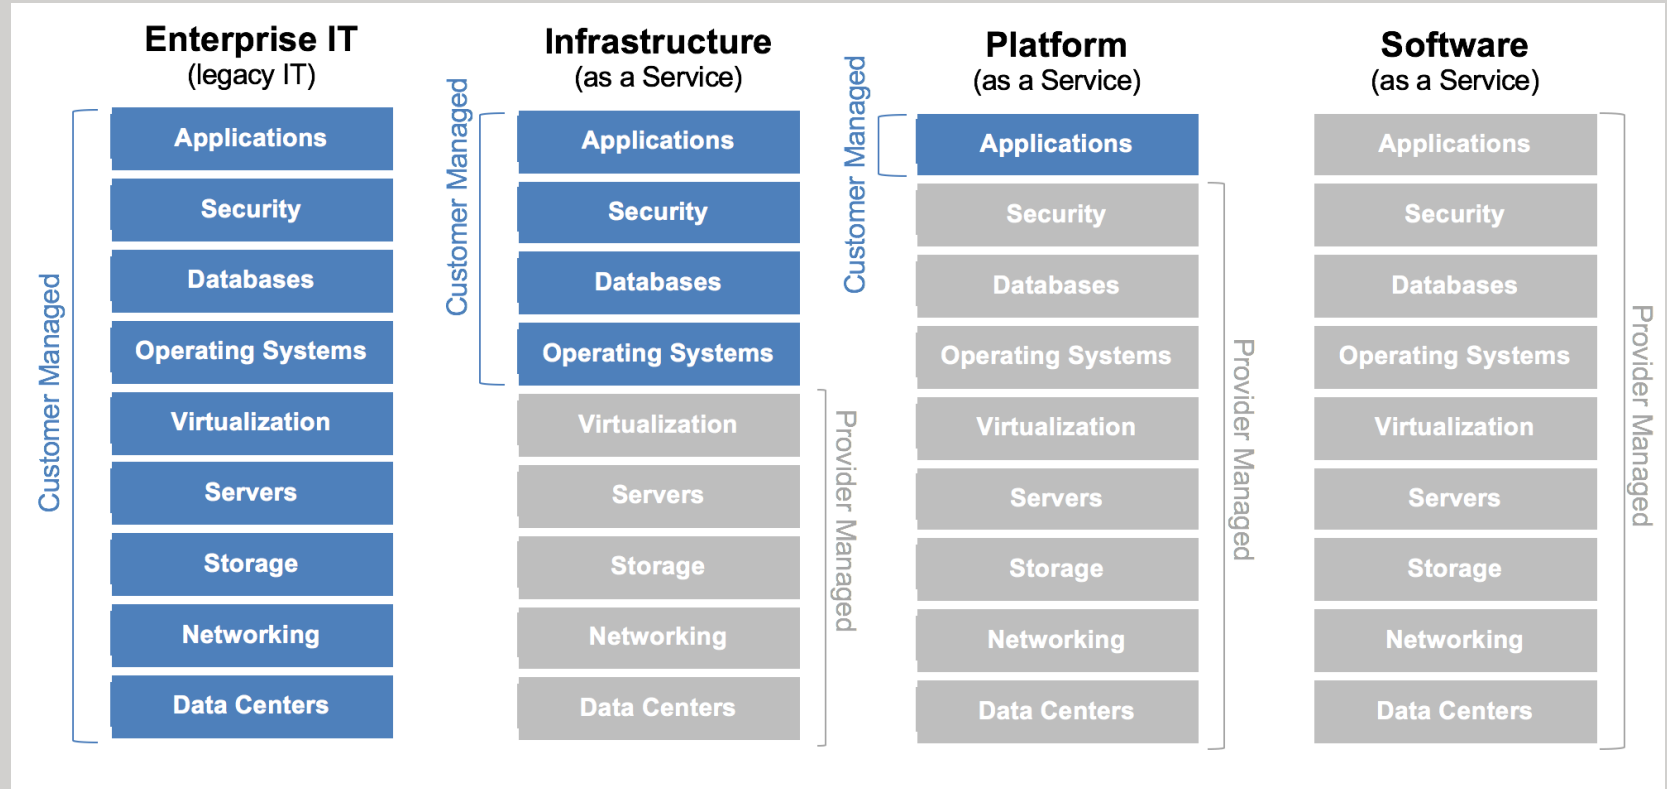 Enterprise IT
(legacy IT)
Customer Managed
Applications
Security
Databases
Operating Systems
Virtualization
Servers
Storage
Networking
Data Centers
Infrastructure
(as a Service)
Customer Managed
Applications
Security
Databases
Operating Systems
Virtualization
Servers
Storage
Networking
Data Centers
Provider Managed
Platform
(as a Service)
Customer Managed
Applications
Security
Databases
Operating Systems
Virtualization
Servers
Storage
Networking
Data Centers
Provider Managed
Software
(as a Service)
Applications
Security
Databases
Operating Systems
Virtualization
Servers
Storage
Networking
Data Centers
Provider Managed